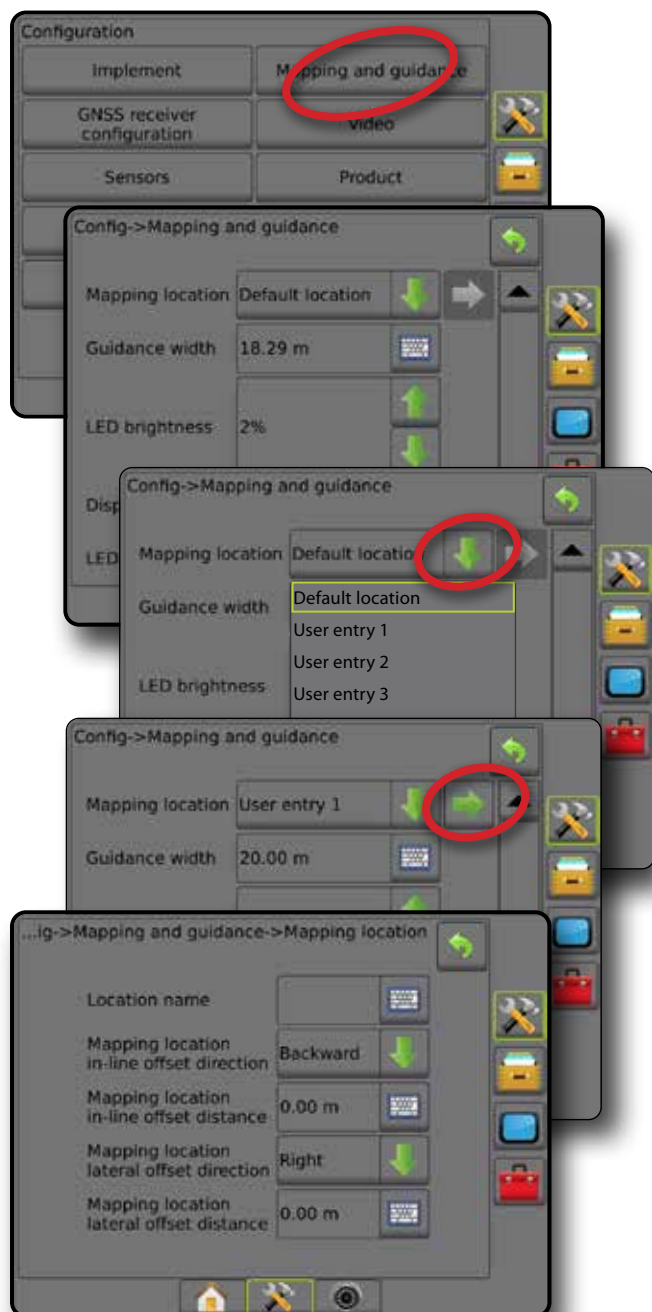 Configuration
Implement
Mapping and guidance
GNSS receiver
configuration
Video
Sensors
Product
Config->Mapping and guidance
Mapping location
Default location
Guidance width
18.29 m
LED brightness
2%
Disp
LED
Config->Mapping and guidance
Mapping location
Default location
Guidance width
Default location
User entry 1
User entry 2
LED brightness
User entry 3
Config->Mapping and guidance
Mapping location
User entry 1
Guidance width
20.00 m
...ig->Mapping and guidance->Mapping location
Location name
Mapping location
in-line offset direction
Backward
Mapping location
in-line offset distance
0.00 m
Mapping location
lateral offset direction
Right
Mapping location
lateral offset distance
0.00 m